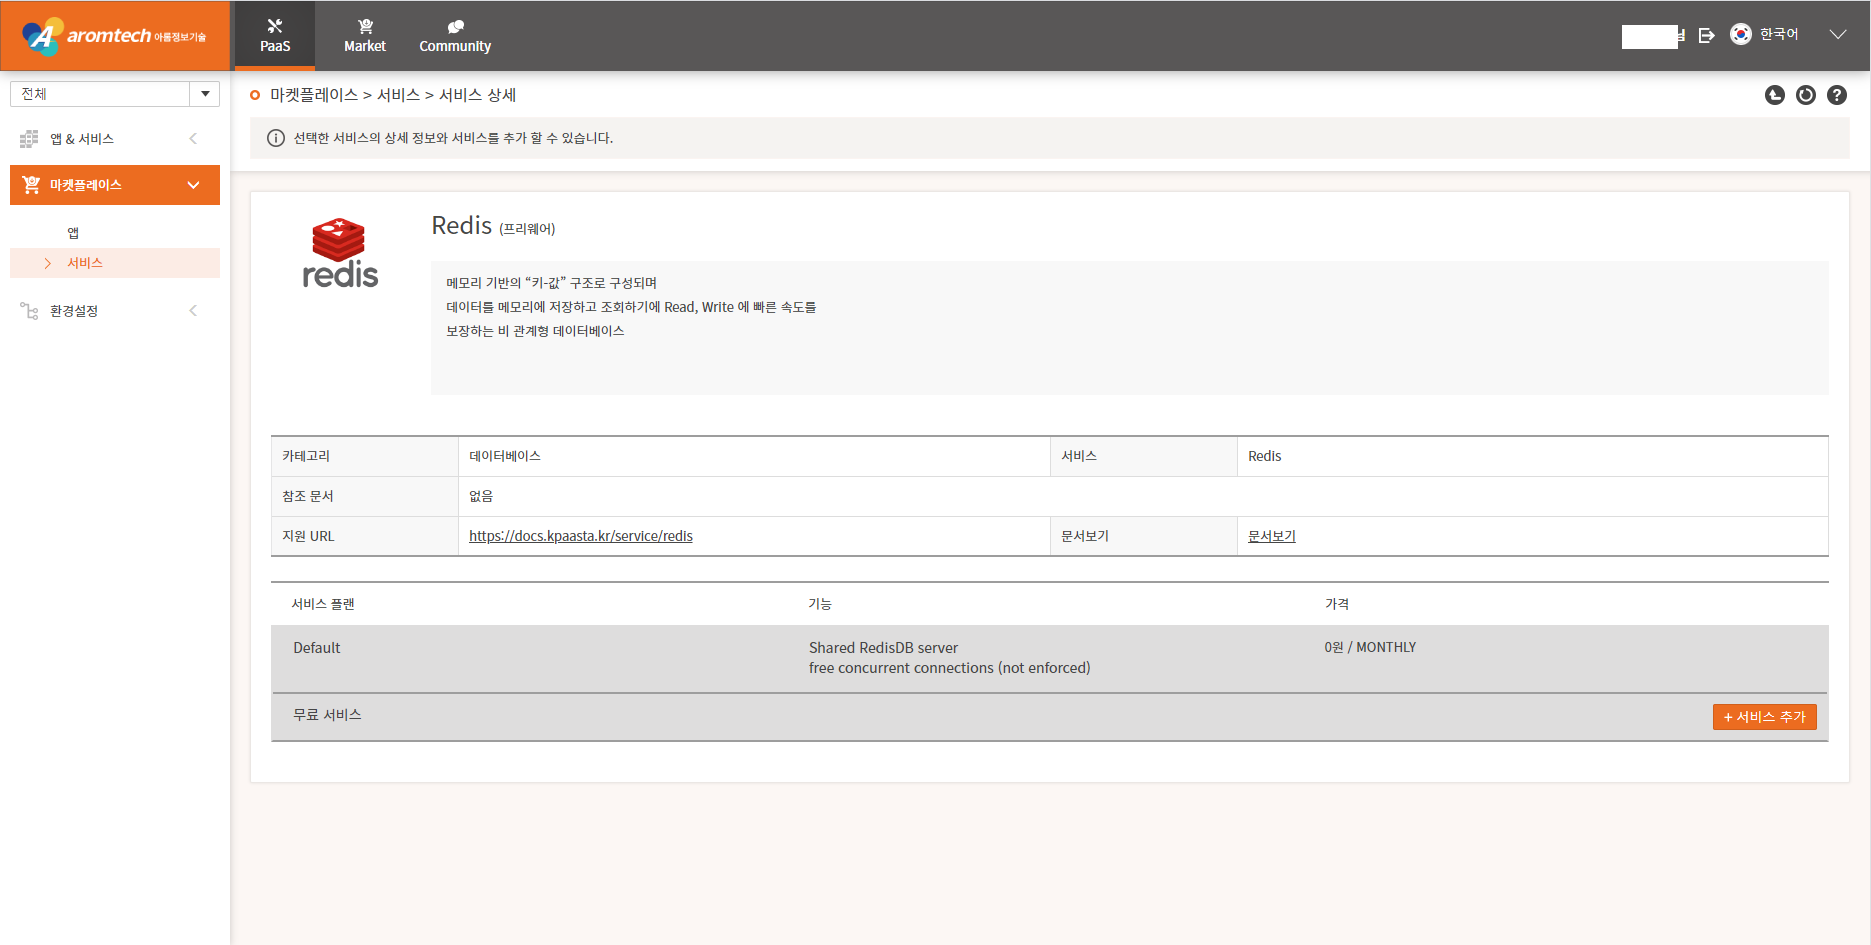 aromtech 아롬정보기술
PaaS
Market
Community
님
한국어
전체
앱 & 서비스
마켓플레이스
앱
서비스
환경설정
마켓플레이스 > 서비스 > 서비스 상세
선택한 서비스의 상세 정보와 서비스를 추가 할 수 있습니다.
redis
Redis (프리웨어)
메모리 기반의 “키-값” 구조로 구성되며
데이터를 메모리에 저장하고 조회하기에 Read, Write 에 빠른 속도를
보장하는 비 관계형 데이터베이스
카테고리 데이터베이스 서비스 Redis
참조 문서 없음
지원 URL https://docs.kpaasta.kr/service/redis 문서보기 문서보기
서비스 플랜 기능 가격
Default Shared RedisDB server 0원 / MONTHLY
free concurrent connections (not enforced)
무료 서비스 + 서비스 추가